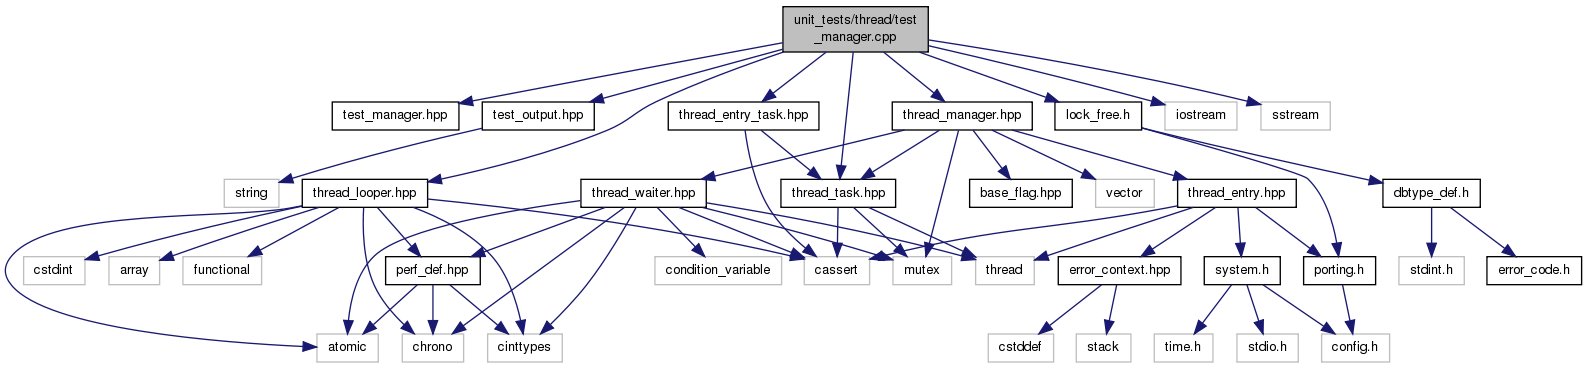 unit_tests/thread/test
_manager.cpp
test_manager.hpp
test_output.hpp
thread_entry_task.hpp
thread_manager.hpp
lock_free.h
iostream
sstream
string
thread_looper.hpp
thread_waiter.hpp
thread_task.hpp
base_flag.hpp
vector
thread_entry.hpp
dbtype_def.h
cstdint
array
functional
perf_def.hpp
condition_variable
cassert
mutex
thread
error_context.hpp
system.h
porting.h
stdint.h
error_code.h
atomic
chrono
cinttypes
cstddef
stack
time.h
stdio.h
config.h